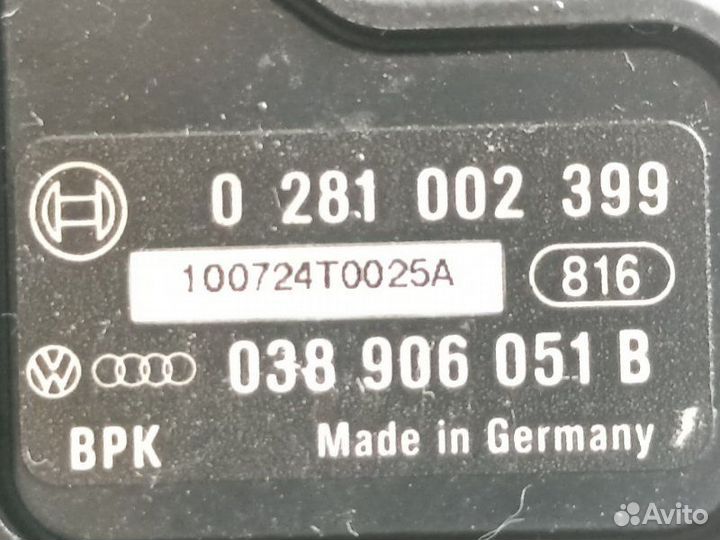 0 281 002 399
100724T0025A
816
038 906 051 B
BPK
Made in Germany
Avito